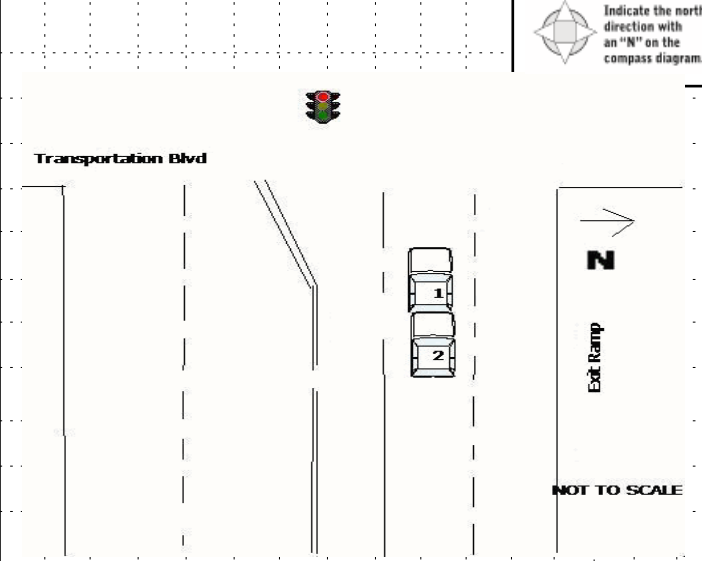 Indicate the north
direction with
an "N" on the
compass diagram.
Transportation Blvd
N
1
2
Exit Ramp
NOT TO SCALE